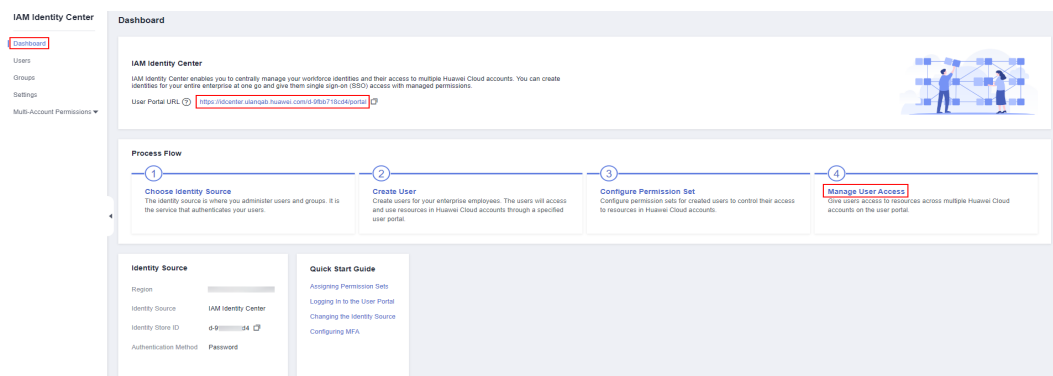 IAM Identity Center
Dashboard
Users
Groups
Settings
Multi-Account Permissions
Dashboard
IAM Identity Center
IAM Identity Center enables you to centrally manage your workforce identities and their access to multiple Huawei Cloud accounts. You can create
identities for your entire enterprise at one go and give them single sign-on (SSO) access with managed permissions.
User Portal URL ? https://idcenter.ulanqab.huawei.com/d-9fbb718cd4/portal
Process Flow
1
Choose Identity Source
The identity source is where you administer users and groups. It is
the service that authenticates your users.
2
Create User
Create users for your enterprise employees. The users will access
and use resources in Huawei Cloud accounts through a specified
user portal.
3
Configure Permission Set
Configure permission sets for created users to control their access
to resources in Huawei Cloud accounts.
4
Manage User Access
Give users access to resources across multiple Huawei Cloud
accounts on the user portal.
Identity Source
Region
Identity Source IAM Identity Center
Identity Store ID d-9 d4
Authentication Method Password
Quick Start Guide
Assigning Permission Sets
Logging In to the User Portal
Changing the Identity Source
Configuring MFA